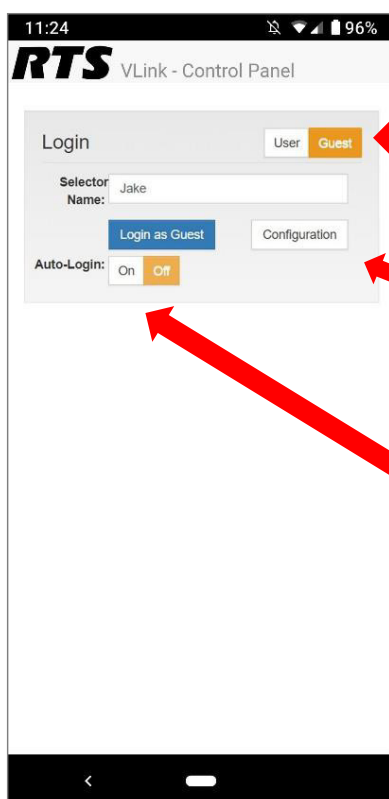 11:24 96%
RTS VLink - Control Panel
Login User Guest
Selector
Name: Jake
Login as Guest Configuration
Auto-Login: On Off